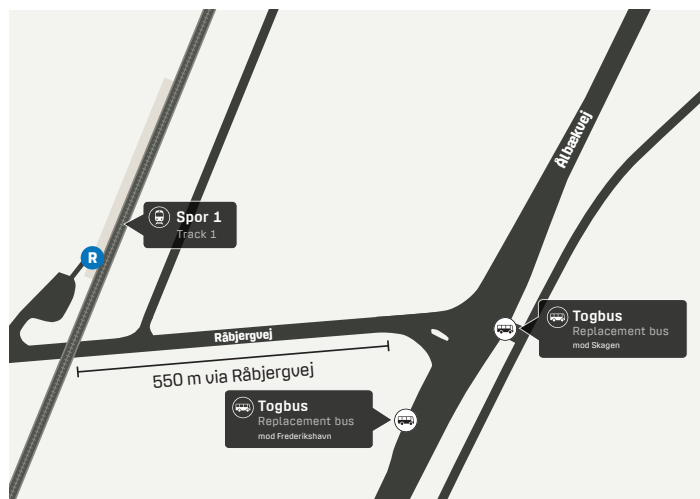 Ålbækvej
Spor 1
Track 1
R
Togbus
Replacement bus
mod Skagen
Råbjergvej
550 m via Råbjergvej
Togbus
Replacement bus
mod Frederikshavn